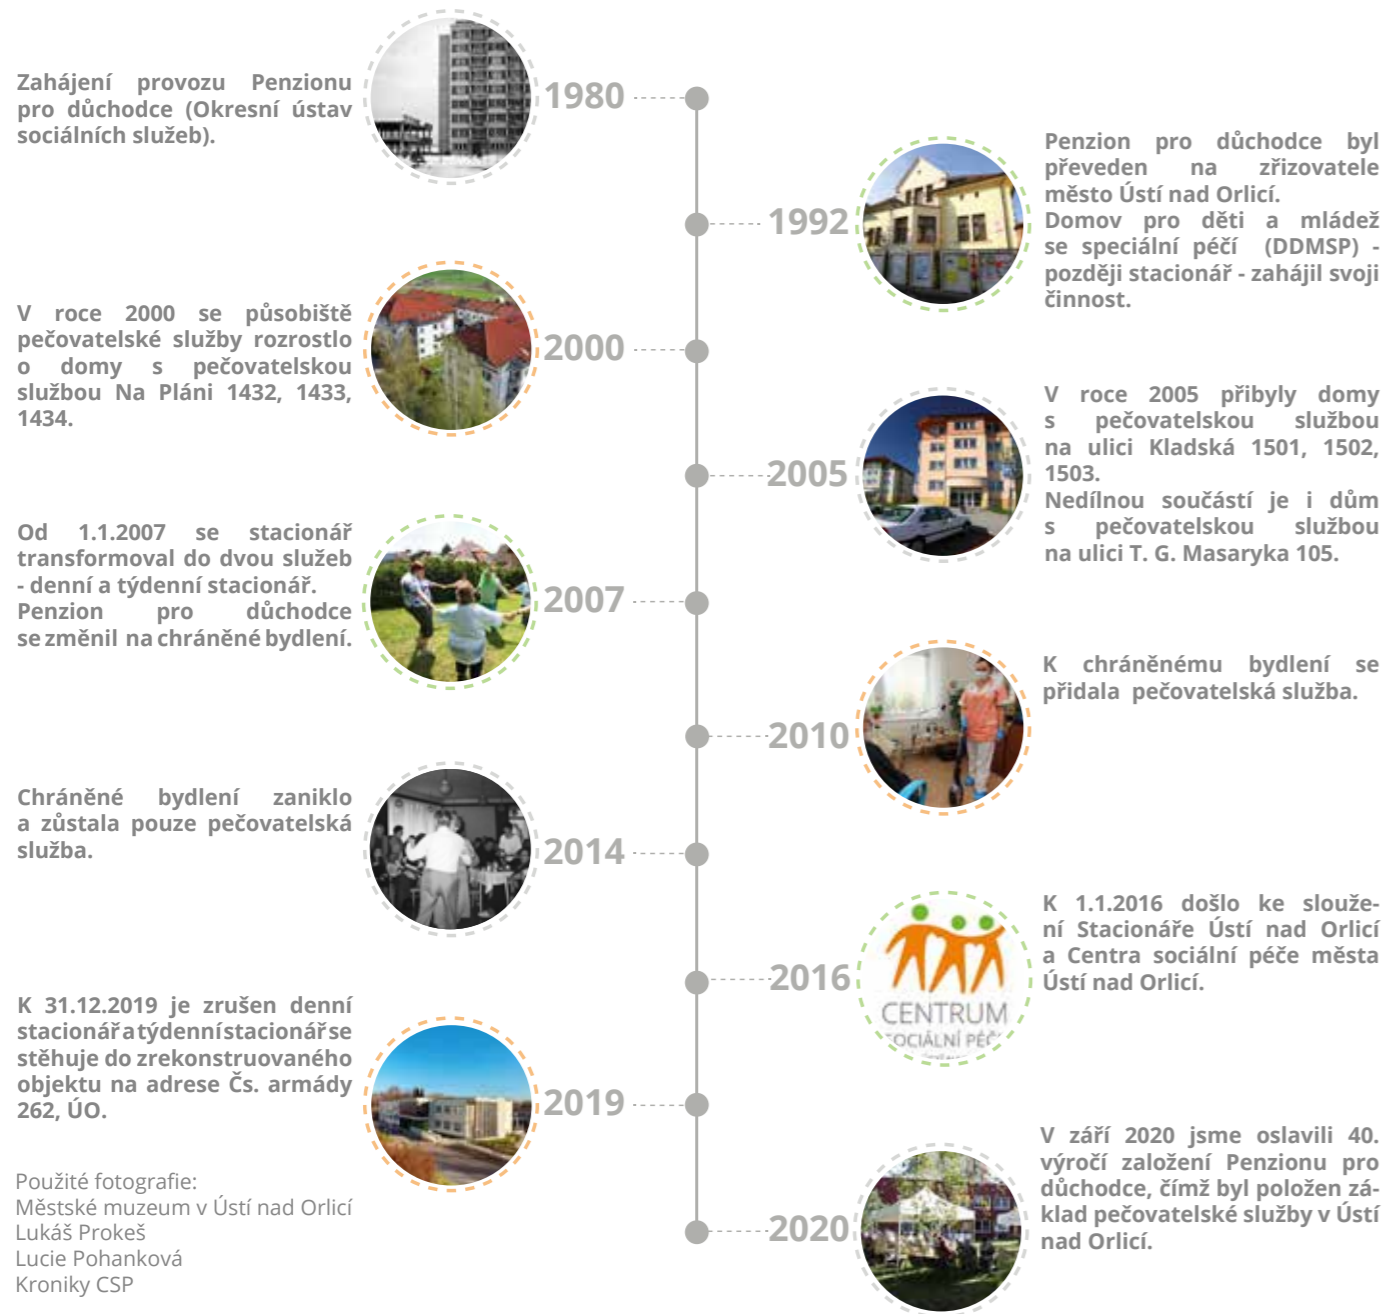 Zahájení provozu Penzionu
pro důchodce (Okresní ústav
sociálních služeb).
1980
1992
Penzion pro důchodce byl
převeden na zřizovatele
město Ústí nad Orlicí.
Domov pro děti a mládež
se speciální péčí (DDMSP) -
později stacionář - zahájil svoji
činnost.
V roce 2000 se působiště
pečovatelské služby rozrostlo
o domy s pečovatelskou
službou Na Pláni 1432, 1433,
1434.
2000
2005
V roce 2005 přibyly domy
s pečovatelskou službou
na ulici Kladská 1501, 1502,
1503.
Nedílnou součástí je i dům
s pečovatelskou službou
na ulici T. G. Masaryka 105.
Od 1.1.2007 se stacionář
transformoval do dvou služeb
- denní a týdenní stacionář.
Penzion pro důchodce
se změnil na chráněné bydlení.
2007
2010
K chráněnému bydlení se
přidala pečovatelská služba.
Chráněné bydlení zaniklo
a zůstala pouze pečovatelská
služba.
2014
2016
CENTRUM
SOCIÁLNÍ PÉČE
K 1.1.2016 došlo ke slouže-
ní Stacionáře Ústí nad Orlicí
a Centra sociální péče města
Ústí nad Orlicí.
K 31.12.2019 je zrušen denní
stacionář a týdenní stacionář se
stěhuje do zrekonstruovaného
objektu na adrese Čs. armády
262, ÚO.
2019
2020
V září 2020 jsme oslavili 40.
výročí založení Penzionu pro
důchodce, čímž byl položen zá-
klad pečovatelské služby v Ústí
nad Orlicí.
Použité fotografie:
Městské muzeum v Ústí nad Orlicí
Lukáš Prokeš
Lucie Pohanková
Kroniky CSP